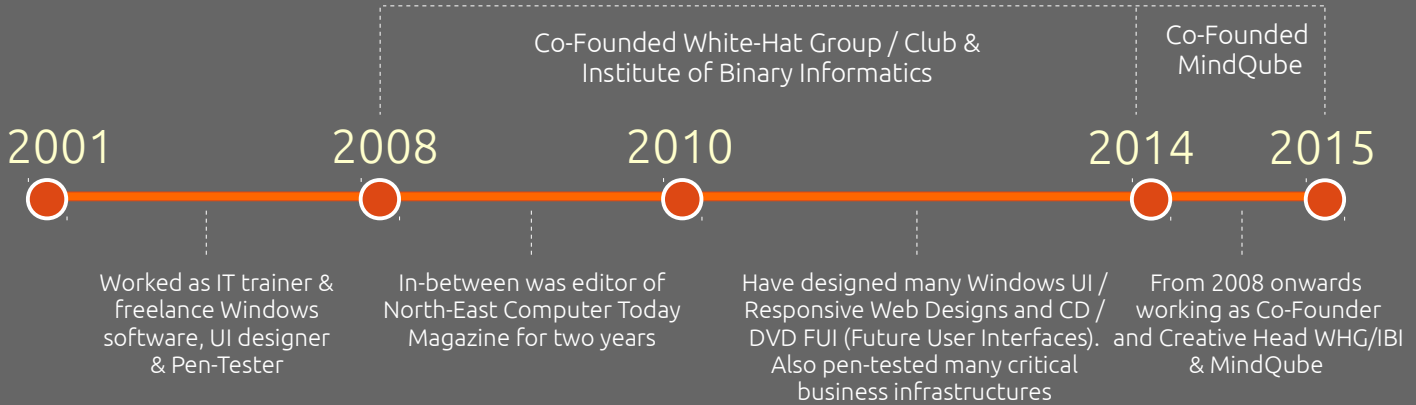 Co-Founded White-Hat Group / Club &
Institute of Binary Informatics
Co-Founded
MindQube
2001
2008
2010
2014
2015
Worked as IT trainer &
freelance Windows
software, UI designer
& Pen-Tester
In-between was editor of
North-East Computer Today
Magazine for two years
Have designed many Windows UI /
Responsive Web Designs and CD /
DVD FUI (Future User Interfaces).
Also pen-tested many critical
business infrastructures
From 2008 onwards
working as Co-Founder
and Creative Head WHG/IBI
& MindQube